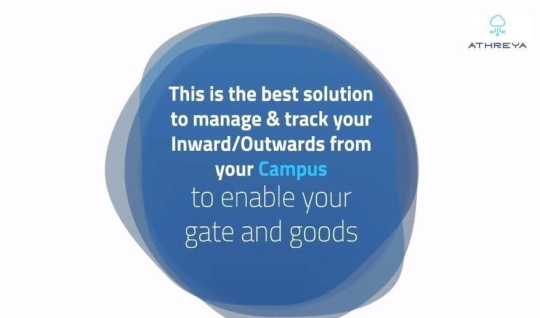 ATHREYA
This is the best solution
to manage & track your
Inward/Outwards from
your Campus
to enable your
gate and goods